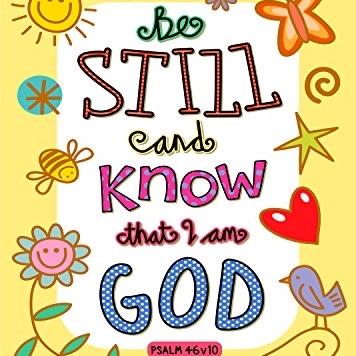 Be
STILL
and
KNOW
that I am
GOD
PSALM 46v10